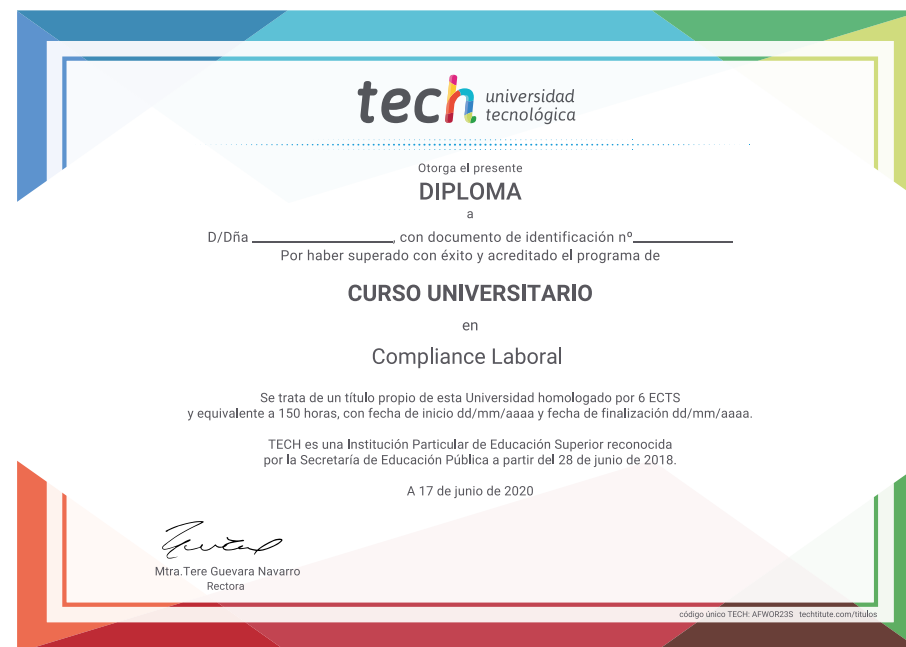 tech universidad
tecnológica
Otorga el presente
DIPLOMA
a
D/Dña ____________________, con documento de identificación nº______________
Por haber superado con éxito y acreditado el programa de
CURSO UNIVERSITARIO
en
Compliance Laboral
Se trata de un título propio de esta Universidad homologado por 6 ECTS
y equivalente a 150 horas, con fecha de inicio dd/mm/aaaa y fecha de finalización dd/mm/aaaa.
TECH es una Institución Particular de Educación Superior reconocida
por la Secretaría de Educación Pública a partir del 28 de junio de 2018.
A 17 de junio de 2020
Mtra.Tere Guevara Navarro
Rectora
código único TECH: AFWOR23S techtitute.com/titulos